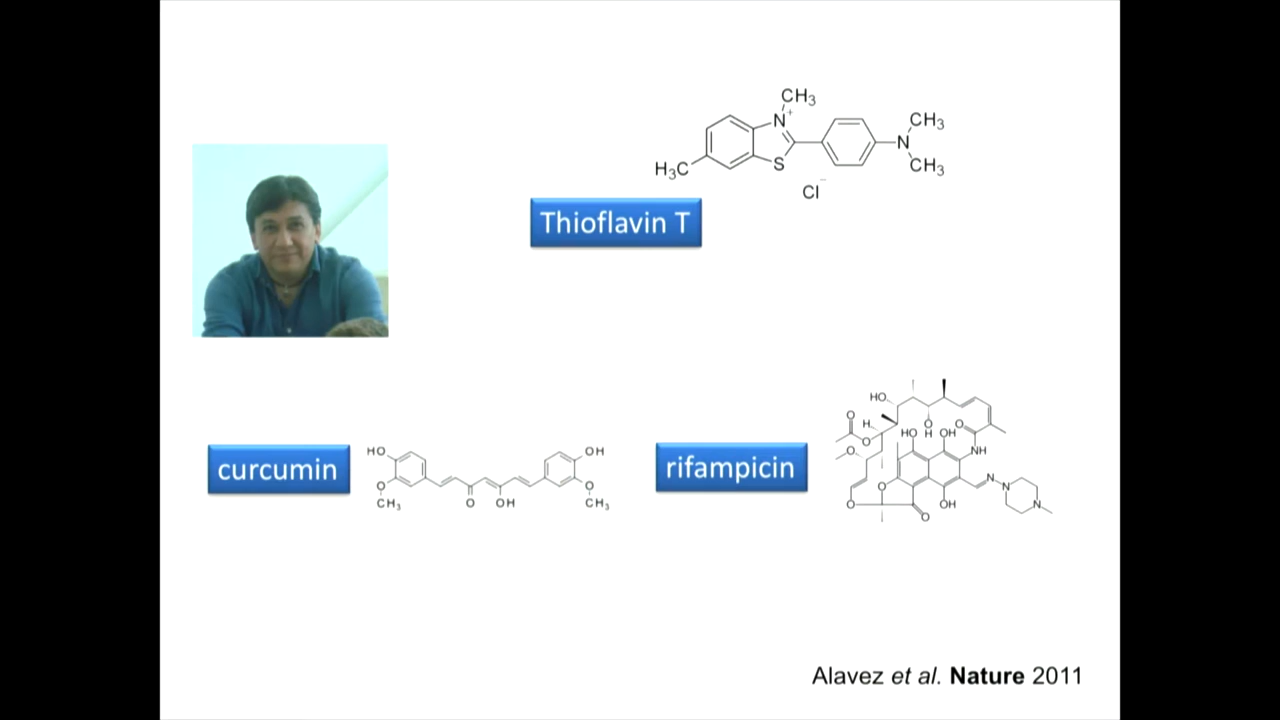 CH3
N+
CH3
N
CH3
H3C
S
Cl-
Thioflavin T
curcumin
HO
OH
O
O
CH3
O
OH
CH3
rifampicin
HO
O
H
O
O
HO
H
OH
O
O
NH
O
N
N
N
O
O
OH
Alavez et al. Nature 2011